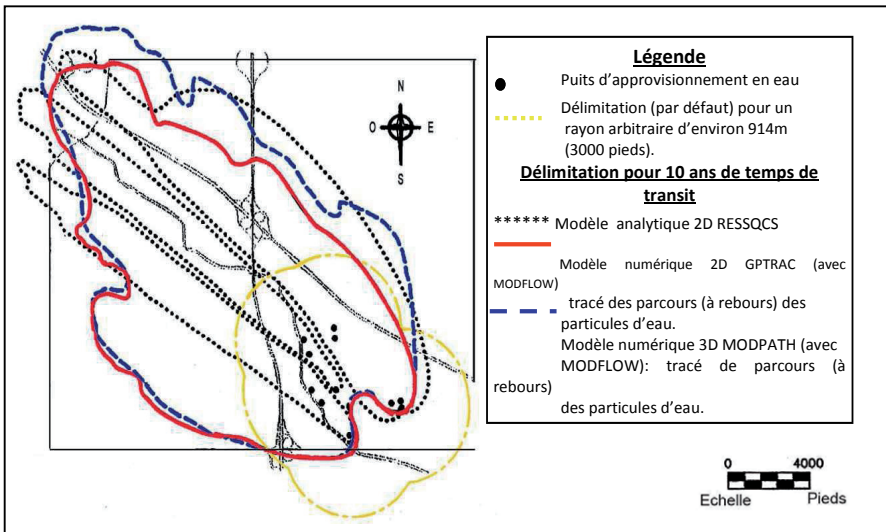 N
O E
S
Légende
Puits d'approvisionnement en eau
Délimitation (par défaut) pour un
rayon arbitraire d'environ 914m
(3000 pieds).
Délimitation pour 10 ans de temps de
transit
****** Modèle analytique 2D RESSQCS
Modèle numérique 2D GPTRAC (avec
MODFLOW)
tracé des parcours (à rebours) des
particules d'eau.
Modèle numérique 3D MODPATH (avec
MODFLOW): tracé de parcours (à
rebours)
des particules d'eau.
0 4000
Echelle Pieds